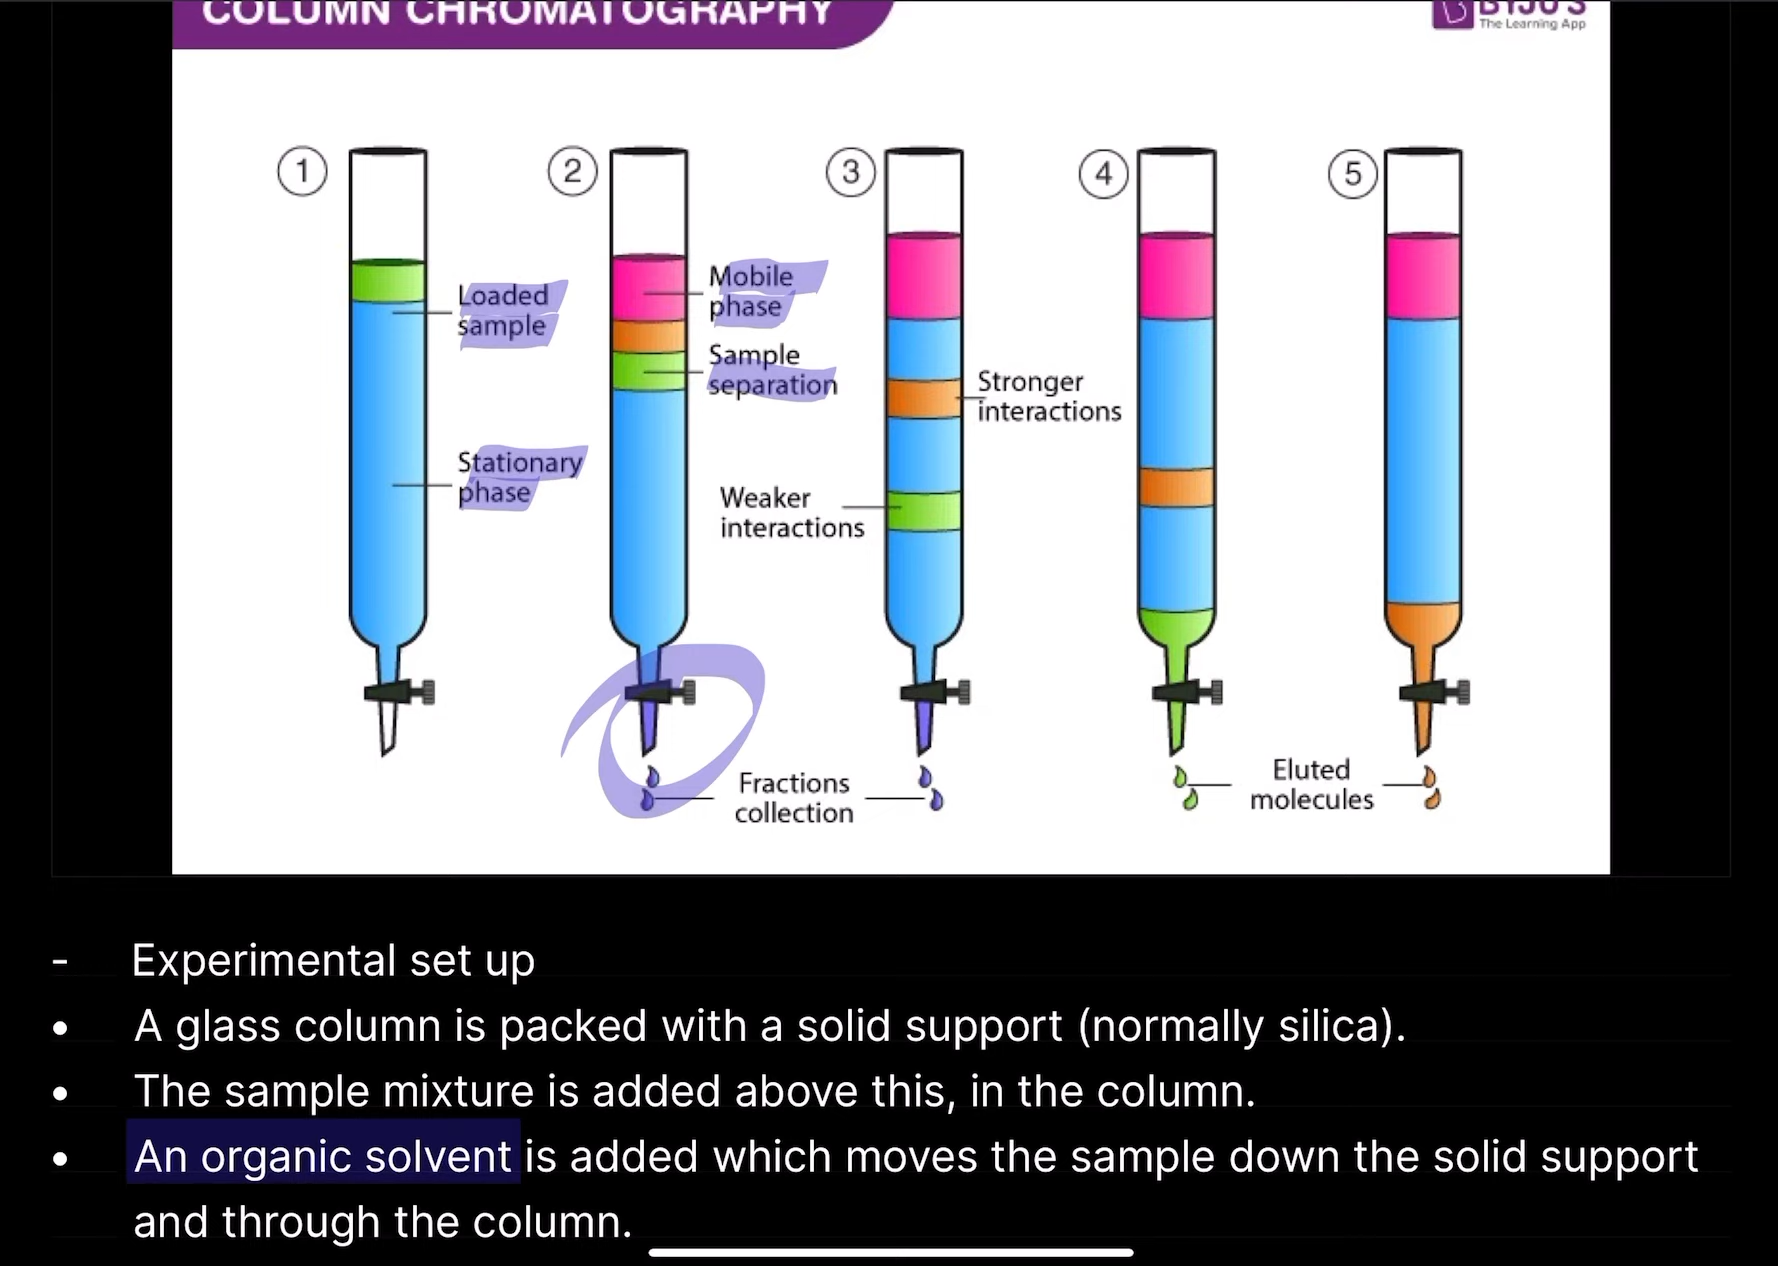 COLUMN CHROMATOGRAPHY
BYJU'S
The Learning App
1
2
3
4
5
Loaded
sample
Mobile
phase
Sample
separation
Stronger
interactions
Stationary
phase
Weaker
interactions
Fractions
collection
Eluted
molecules
- Experimental set up
• A glass column is packed with a solid support (normally silica).
• The sample mixture is added above this, in the column.
• An organic solvent is added which moves the sample down the solid support
and through the column.